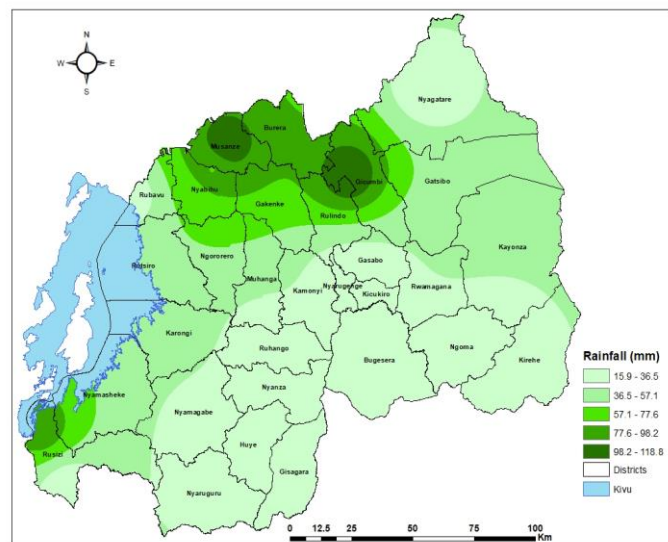 N
W E
S
Nyagatare
Burera
Musanze
Gicumbi
Rubavu
Nyabihu
Gakenke
Rulindo
Gatsibo
Kayonza
Rutsiro
Ngororero
Muhanga
Gasabo
Kamonyi
Nyarugenge
Kicukiro
Rwamagana
Karongi
Ruhango
Bugesera
Ngoma
Kirehe
Nyamasheke
Nyanza
Nyamagabe
Huye
Rusizi
Gisagara
Nyaruguru
Rainfall (mm)
15.9 - 36.5
36.5 - 57.1
57.1 - 77.6
77.6 - 98.2
98.2 - 118.8
Districts
Kivu
0 12.5 25 50 75 100
Km